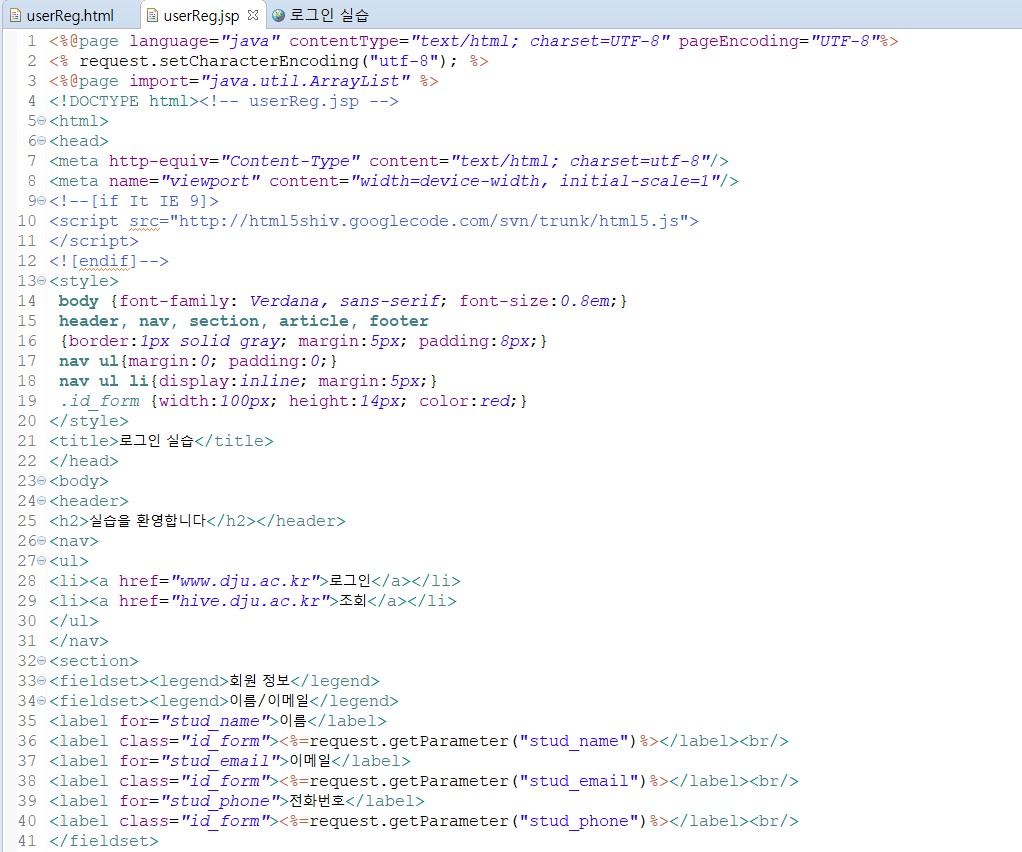 userReg.html userReg.jsp 로그인 실습
1 <%@page language="java" contentType="text/html; charset=UTF-8" pageEncoding="UTF-8"%>
2 <% request.setCharacterEncoding("utf-8"); %>
3 <%@page import="java.util.ArrayList" %>
4 <!DOCTYPE html><!-- userReg.jsp -->
5 <html>
6 <head>
7 <meta http-equiv="Content-Type" content="text/html; charset=utf-8"/>
8 <meta name="viewport" content="width=device-width, initial-scale=1"/>
9 <!--[if It IE 9]>
10 <script src="http://html5shiv.googlecode.com/svn/trunk/html5.js">
11 </script>
12 <![endif]-->
13 <style>
14 body {font-family: Verdana, sans-serif; font-size:0.8em;}
15 header, nav, section, article, footer
16 {border:1px solid gray; margin:5px; padding:8px;}
17 nav ul{margin:0; padding:0;}
18 nav ul li{display:inline; margin:5px;}
19 .id_form {width:100px; height:14px; color:red;}
20 </style>
21 <title>로그인 실습</title>
22 </head>
23 <body>
24 <header>
25 <h2>실습을 환영합니다</h2></header>
26 <nav>
27 <ul>
28 <li><a href="www.dju.ac.kr">로그인</a></li>
29 <li><a href="hive.dju.ac.kr">조회</a></li>
30 </ul>
31 </nav>
32 <section>
33 <fieldset><legend>회원 정보</legend>
34 <fieldset><legend>이름/이메일</legend>
35 <label for="stud_name">이름</label>
36 <label class="id_form"><%=request.getParameter("stud_name")%></label><br/>
37 <label for="stud_email">이메일</label>
38 <label class="id_form"><%=request.getParameter("stud_email")%></label><br/>
39 <label for="stud_phone">전화번호</label>
40 <label class="id_form"><%=request.getParameter("stud_phone")%></label><br/>
41 </fieldset>